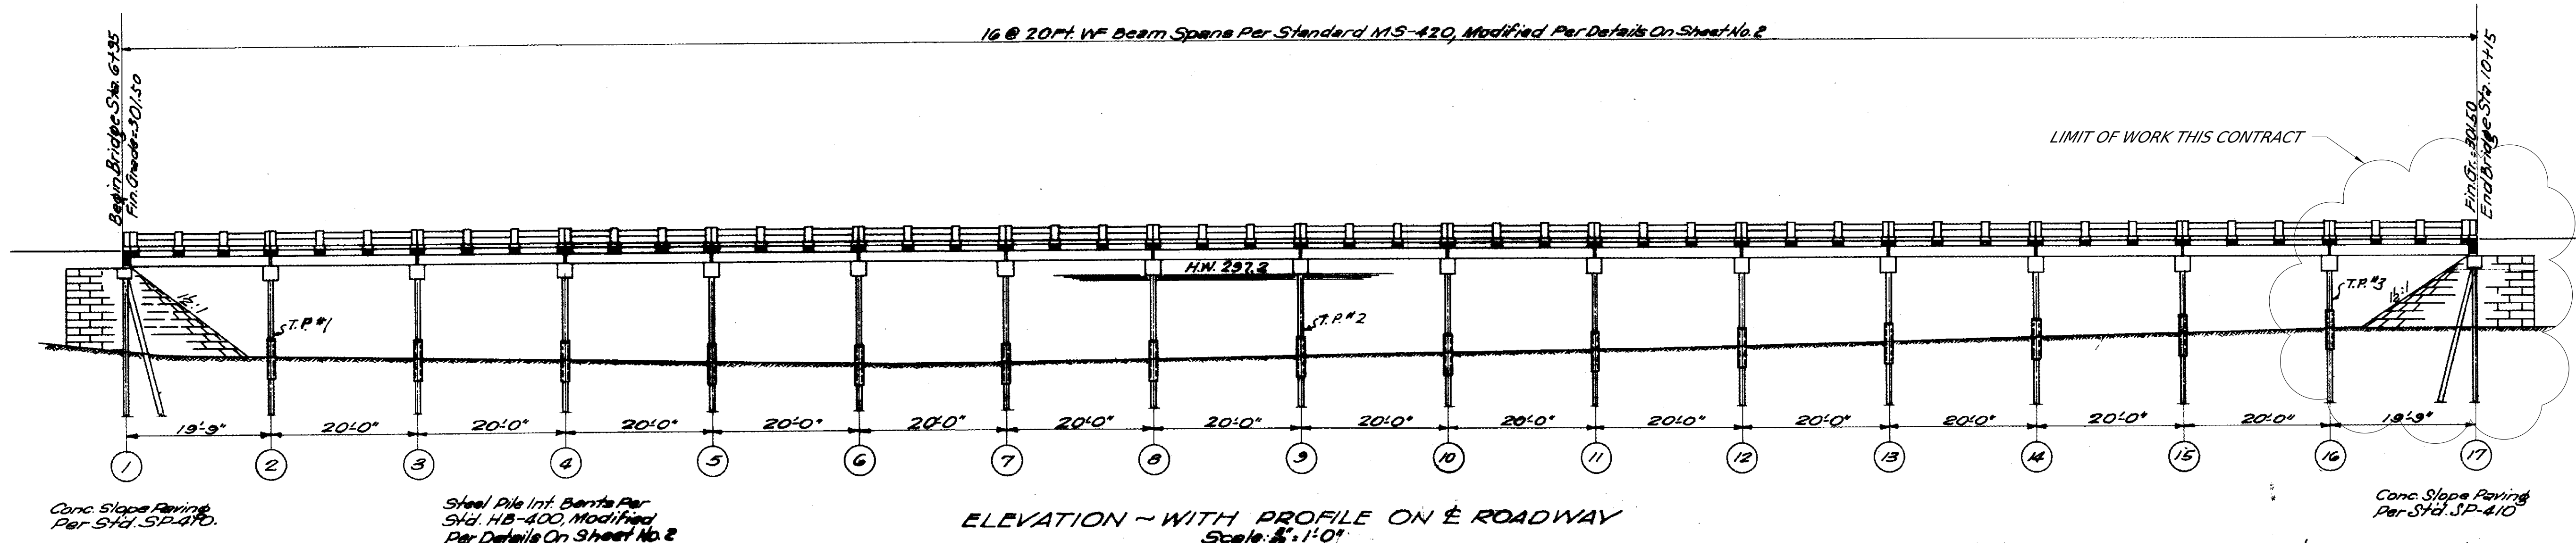 16 @ 20Ft. WF Beam Spans Per Standard MS-420, Modified Per Details On Sheet No. 2
Begin Bridge Sta. 6+95
Fin. Grade=301.50
Fin. Gr.=301.50
End Bridge Sta. 10+15
LIMIT OF WORK THIS CONTRACT
H.W. 297.2
1½:1
T.P. #1
T.P. #2
T.P. #3
1½:1
19'-9" 20'-0" 20'-0" 20'-0" 20'-0" 20'-0" 20'-0" 20'-0" 20'-0" 20'-0" 20'-0" 20'-0" 20'-0" 20'-0" 20'-0" 19'-9"
1 2 3 4 5 6 7 8 9 10 11 12 13 14 15 16 17
Conc. Slope Paving
Per Std. SP-410.
Steel Pile Int. Bents Per
Std. HB-400, Modified
Per Details On Sheet No. 2
ELEVATION ~ WITH PROFILE ON ℄ ROADWAY
Scale: = 1'-0"
Conc. Slope Paving
Per Std. SP-410